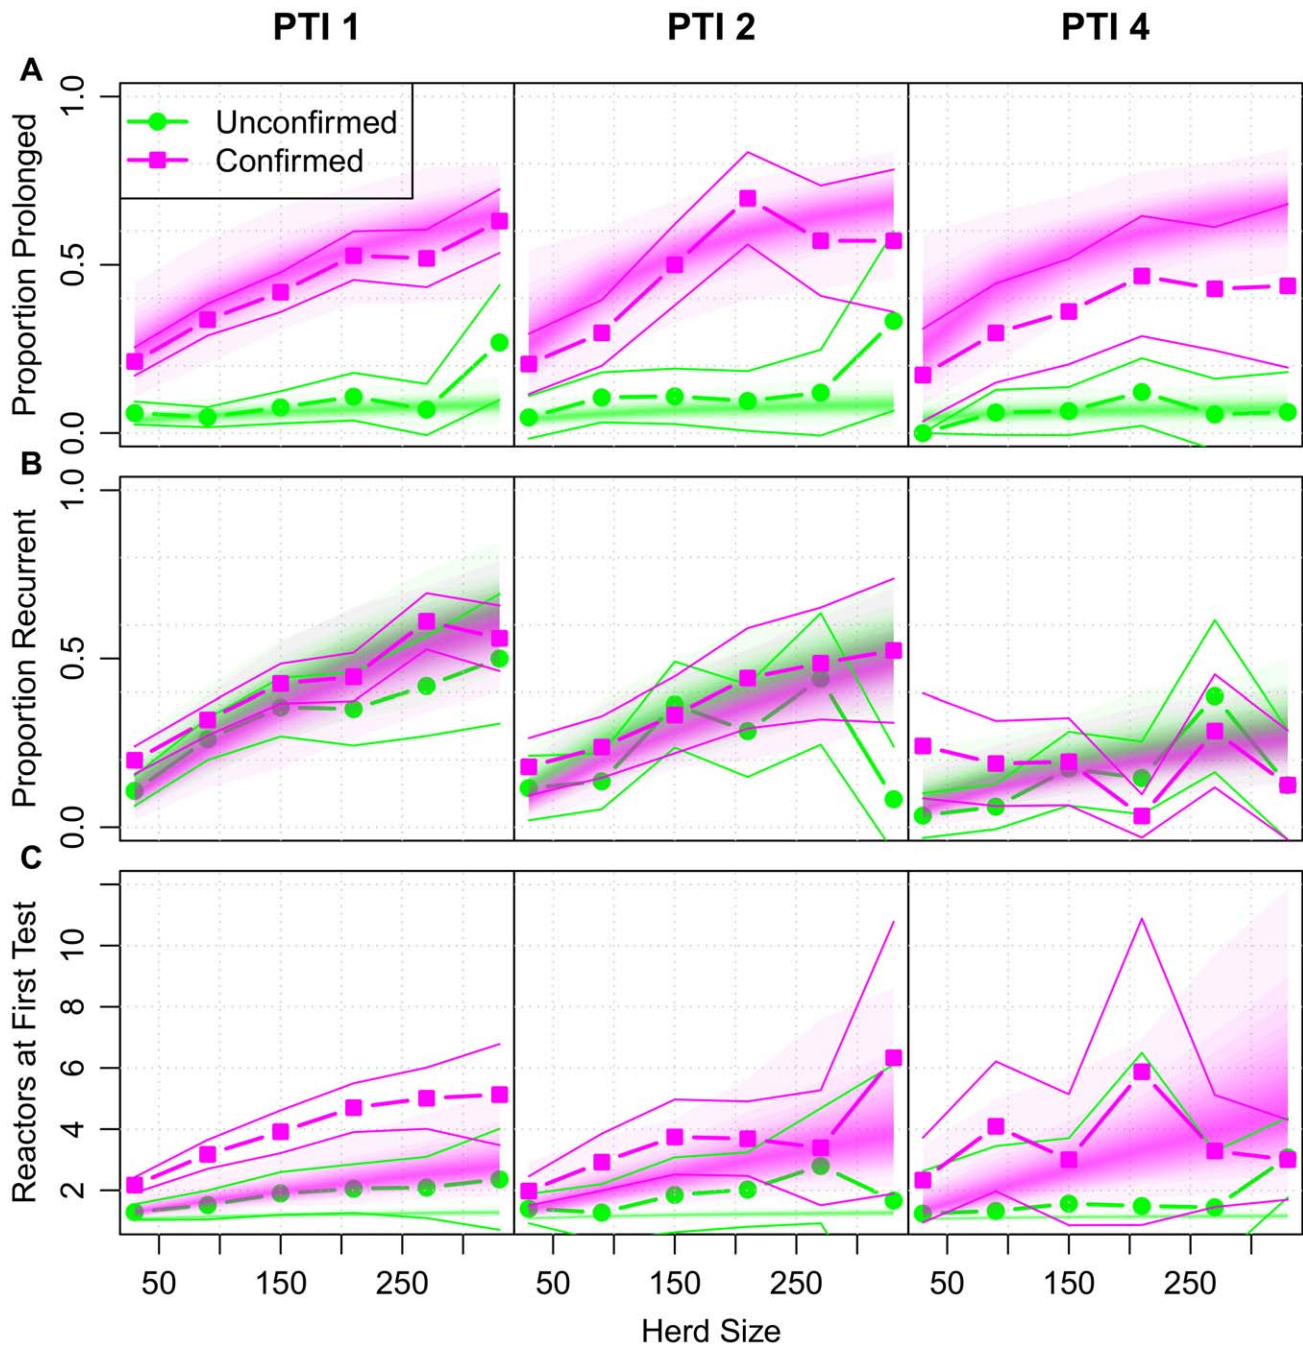 PTI 1 PTI 2 PTI 4
A
Proportion Prolonged
1.0
0.5
0.0
Unconfirmed
Confirmed
B
Proportion Recurrent
1.0
0.5
0.0
C
Reactors at First Test
10
8
6
4
2
50 150 250 50 150 250 50 150 250
Herd Size